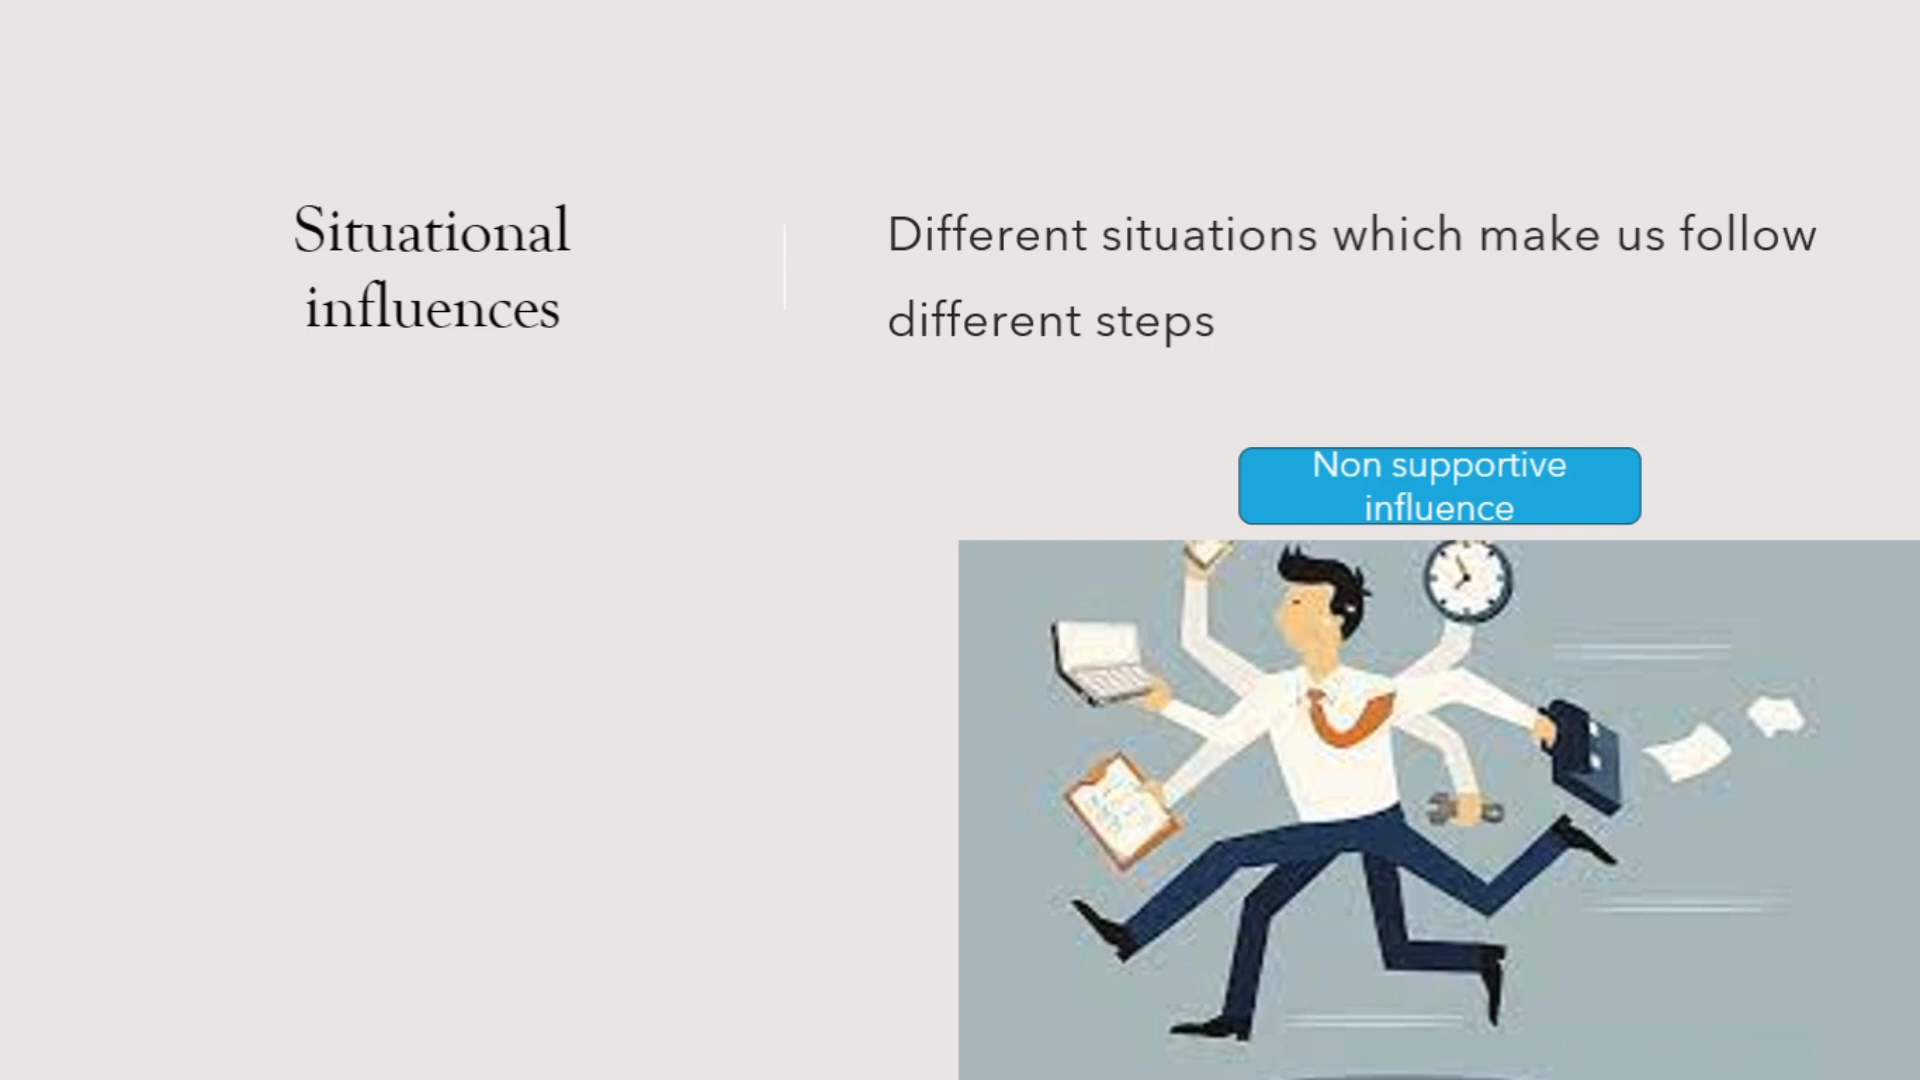 Situational
influences
Different situations which make us follow
different steps
Non supportive
influence